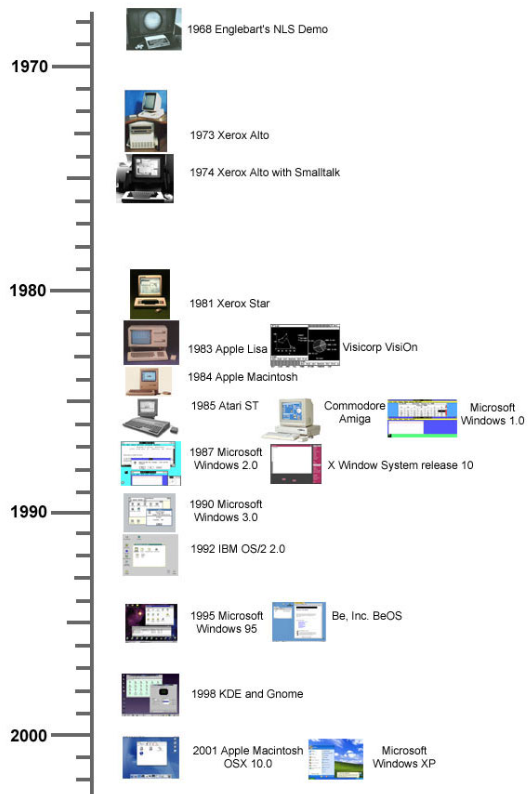 1968 Englebart's NLS Demo
1970
1973 Xerox Alto
1974 Xerox Alto with Smalltalk
1980
1981 Xerox Star
1983 Apple Lisa
Visicorp VisiOn
1984 Apple Macintosh
1985 Atari ST
Commodore
Amiga
Microsoft
Windows 1.0
1987 Microsoft
Windows 2.0
X Window System release 10
1990 Microsoft
Windows 3.0
1990
1992 IBM OS/2 2.0
1995 Microsoft
Windows 95
Be, Inc. BeOS
1998 KDE and Gnome
2000
2001 Apple Macintosh
OSX 10.0
Microsoft
Windows XP